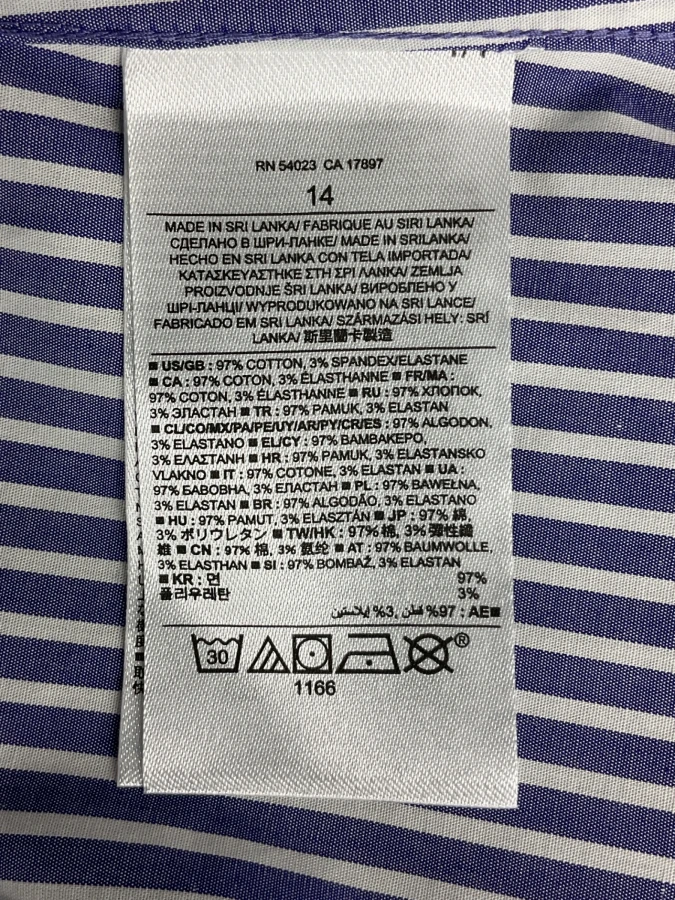 RN 54023 CA 17897
14
MADE IN SRI LANKA/ FABRIQUE AU SIRI LANKA/
СДЕЛАНО В ШРИ-ЛАНКЕ/ MADE IN SRILANKA/
HECHO EN SRI LANKA CON TELA IMPORTADA/
ΚΑΤΑΣΚΕΥΑΣΤΗΚΕ ΣΤΗ ΣΡΙ ΛΑΝΚΑ/ ZEMLJA
PROIZVODNJE ŠRI LANKA/ ВИРОБЛЕНО У
ШРІ-ЛАНЦІ/ WYPRODUKOWANO NA SRI LANCE/
FABRICADO EM SRI LANKA/ SZÁRMAZÁSI HELY: SRÍ
LANKA/ 斯里蘭卡製造
■ US/GB : 97% COTTON, 3% SPANDEX/ELASTANE
■ CA : 97% COTON, 3% ÉLASTHANNE ■ FR/MA :
97% COTON, 3% ÉLASTHANNE ■ RU : 97% ХЛОПОК,
3% ЭЛАСТАН ■ TR : 97% PAMUK, 3% ELASTAN
■ CL/CO/MX/PA/PE/UY/AR/PY/CR/ES : 97% ALGODON,
3% ELASTANO ■ EL/CY : 97% ΒΑΜΒΑΚΕΡΟ,
3% ΕΛΑΣΤΑΝΗ ■ HR : 97% PAMUK, 3% ELASTANSKO
VLAKNO ■ IT : 97% COTONE, 3% ELASTAN ■ UA :
97% БАВОВНА, 3% ЕЛАСТАН ■ PL : 97% BAWEŁNA,
3% ELASTAN ■ BR : 97% ALGODÃO, 3% ELASTANO
■ HU : 97% PAMUT, 3% ELASZTÁN ■ JP : 97% 綿,
3% ポリウレタン ■ TW/HK : 97% 棉, 3% 彈性纖
維 ■ CN : 97% 棉, 3% 氨纶 ■ AT : 97% BAUMWOLLE,
3% ELASTHAN ■ SI : 97% BOMBAŽ, 3% ELASTAN
■ KR : 면 97%
폴리우레탄 3%
■AE : 97% قطن, 3% إيلاستين
30 ®
1166